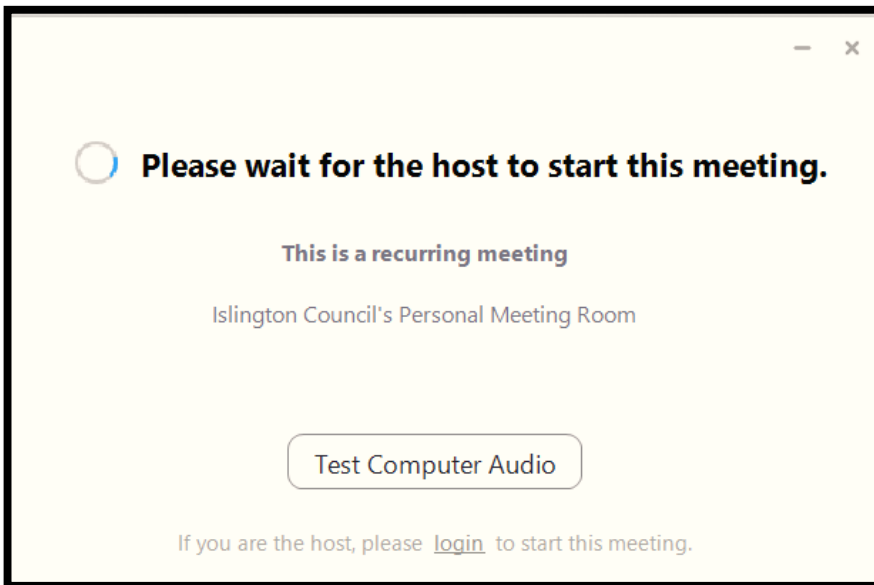 Please wait for the host to start this meeting.
This is a recurring meeting
Islington Council's Personal Meeting Room
Test Computer Audio
If you are the host, please login to start this meeting.